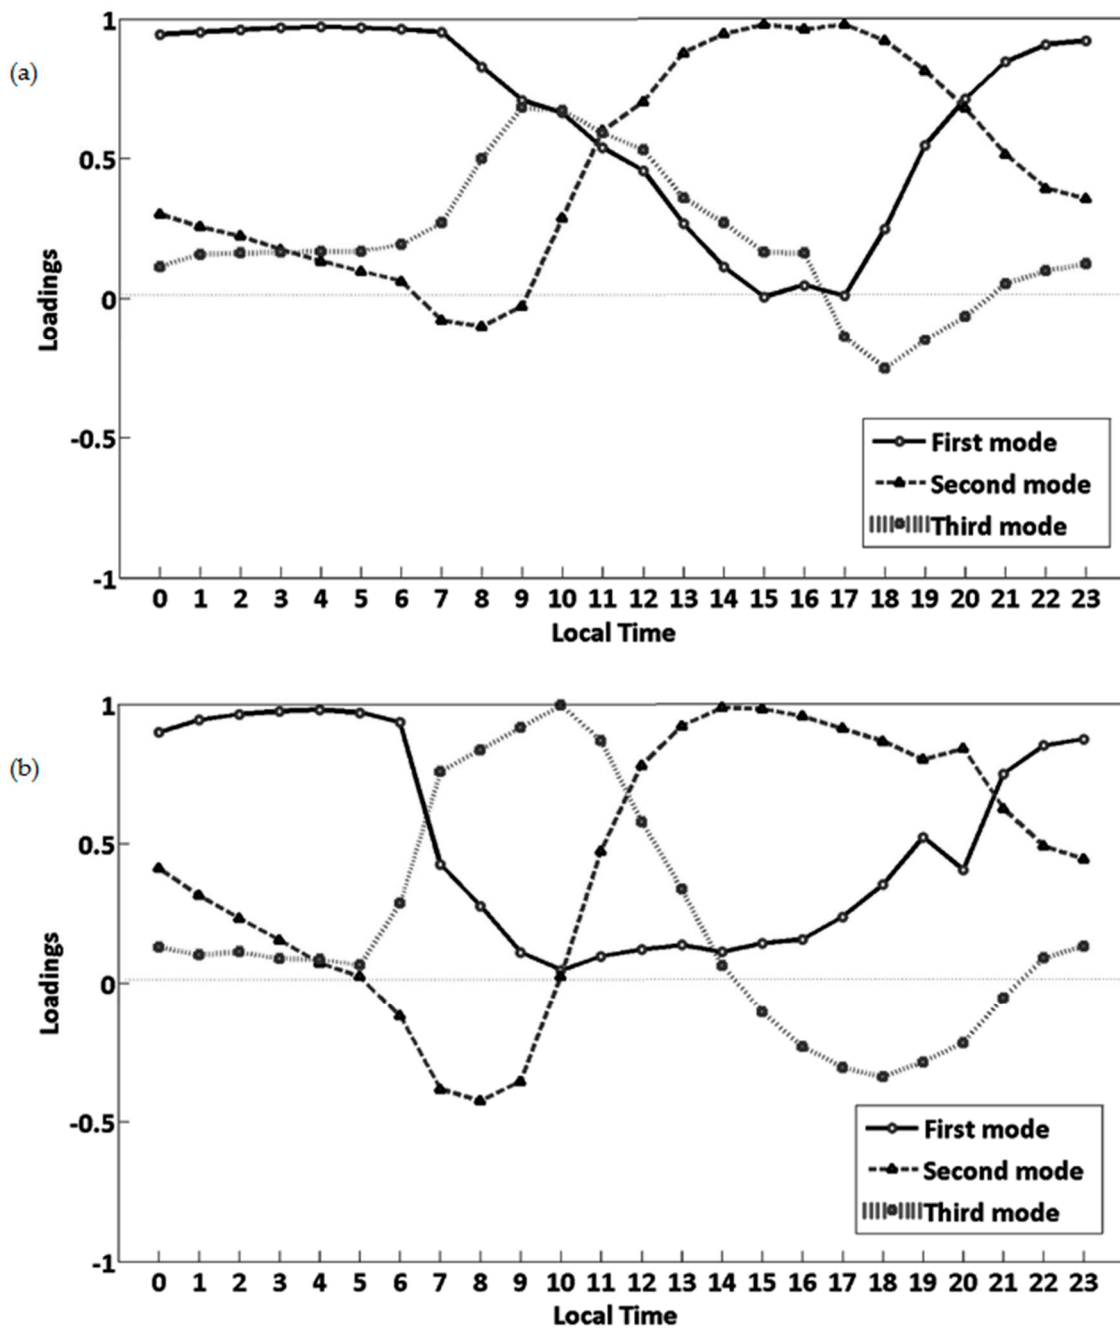 (a)
1
0.5
0
-0.5
-1
Loadings
First mode
Second mode
Third mode
0 1 2 3 4 5 6 7 8 9 10 11 12 13 14 15 16 17 18 19 20 21 22 23
Local Time
(b)
1
0.5
0
-0.5
-1
Loadings
First mode
Second mode
Third mode
0 1 2 3 4 5 6 7 8 9 10 11 12 13 14 15 16 17 18 19 20 21 22 23
Local Time